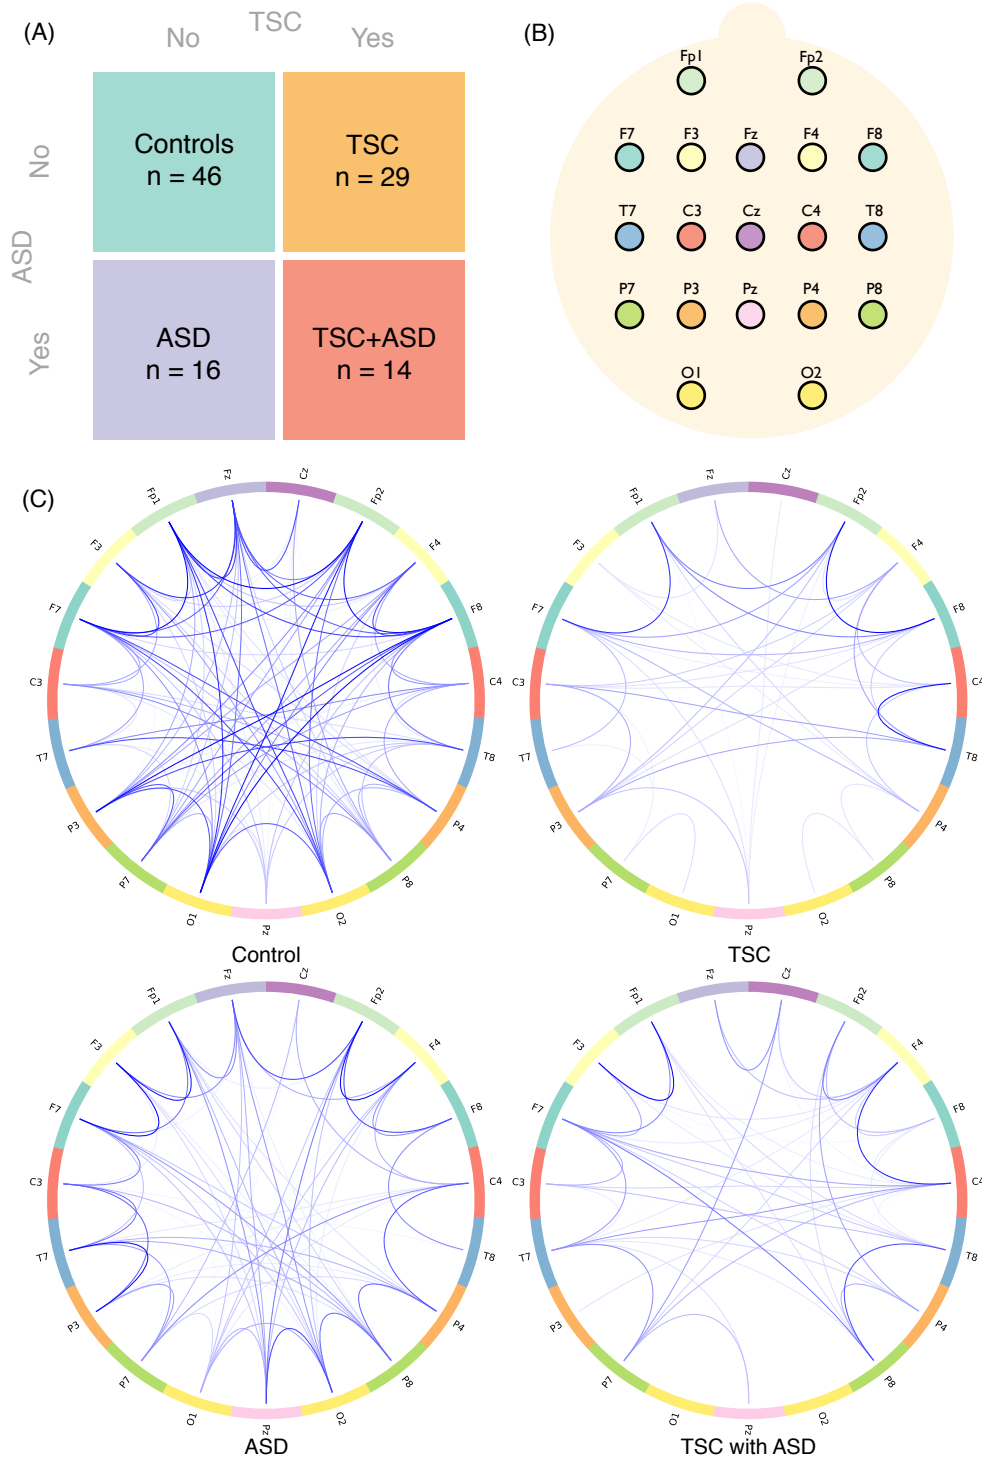 (A)
TSC
No
Yes
ASD
No
Yes
Controls
n = 46
TSC
n = 29
ASD
n = 16
TSC+ASD
n = 14
(B)
Fp1
Fp2
F7
F3
Fz
F4
F8
T7
C3
Cz
C4
T8
P7
P3
Pz
P4
P8
O1
O2
(C)
Fz
Cz
Fp1
Fp2
F3
F4
F7
F8
C3
C4
T7
T8
P3
P4
P7
P8
O1
O2
Pz
Control
Fz
Cz
Fp1
Fp2
F3
F4
F7
F8
C3
C4
T7
T8
P3
P4
P7
P8
O1
O2
Pz
TSC
Fz
Cz
Fp1
Fp2
F3
F4
F7
F8
C3
C4
T7
T8
P3
P4
P7
P8
O1
O2
Pz
ASD
Fz
Cz
Fp1
Fp2
F3
F4
F7
F8
C3
C4
T7
T8
P3
P4
P7
P8
O1
O2
Pz
TSC with ASD